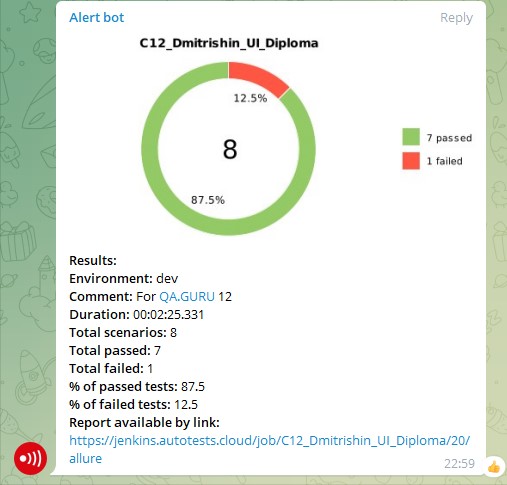 Alert bot
Reply
C12_Dmitrishin_UI_Diploma
12.5%
8
87.5%
7 passed
1 failed
Results:
Environment: dev
Comment: For QA.GURU 12
Duration: 00:02:25.331
Total scenarios: 8
Total passed: 7
Total failed: 1
% of passed tests: 87.5
% of failed tests: 12.5
Report available by link:
https://jenkins.autotests.cloud/job/C12_Dmitrishin_UI_Diploma/20/
allure
22:59